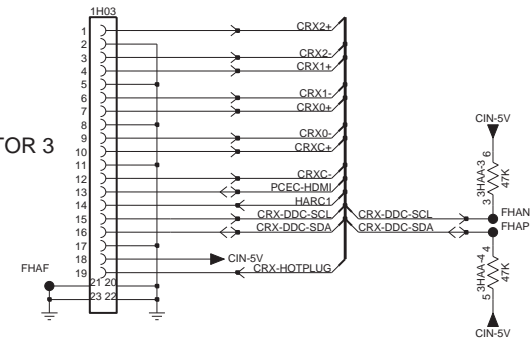 1H03
1 CRX2+
2
3 CRX2-
4 CRX1+
5
6 CRX1-
7 CRX0+
8
9 CRX0-
10 CRXC+
11
12 CRXC-
13 PCEC-HDMI
14 HARC1
15 CRX-DDC-SCL CRX-DDC-SCL
16 CRX-DDC-SDA CRX-DDC-SDA
17
18 CIN-5V
19 CRX-HOTPLUG
21 20
23 22
TOR 3
FHAF
CIN-5V
6
3HAA-3
47K
3
FHAN
FHAP
4
3HAA-4
47K
5
CIN-5V